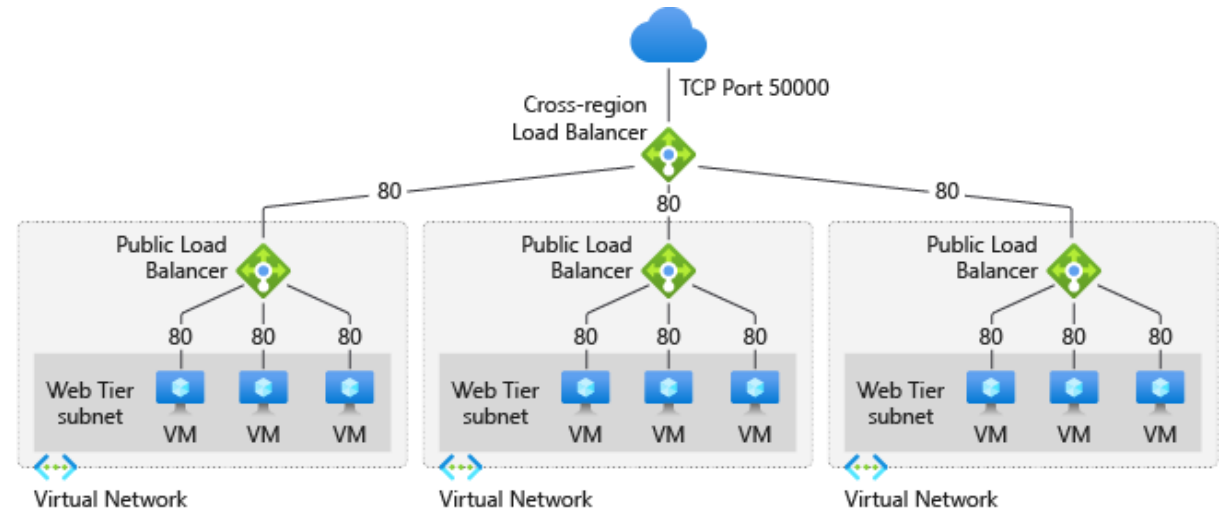 TCP Port 50000
Cross-region
Load Balancer
80
80
80
Public Load
Balancer
80
80
80
Web Tier
subnet
VM
VM
VM
Virtual Network
Public Load
Balancer
80
80
80
Web Tier
subnet
VM
VM
VM
Virtual Network
Public Load
Balancer
80
80
80
Web Tier
subnet
VM
VM
VM
Virtual Network